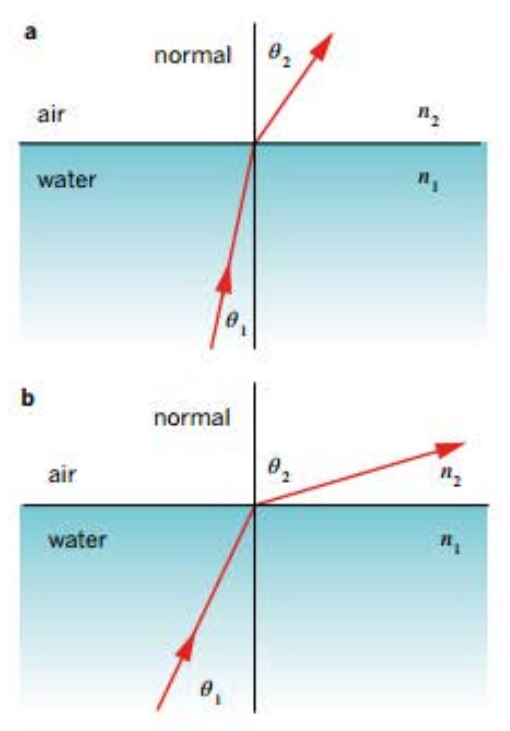 a
normal θ₂
air n₂
water n₁
θ₁
b
normal
θ₂
air n₂
water n₁
θ₁